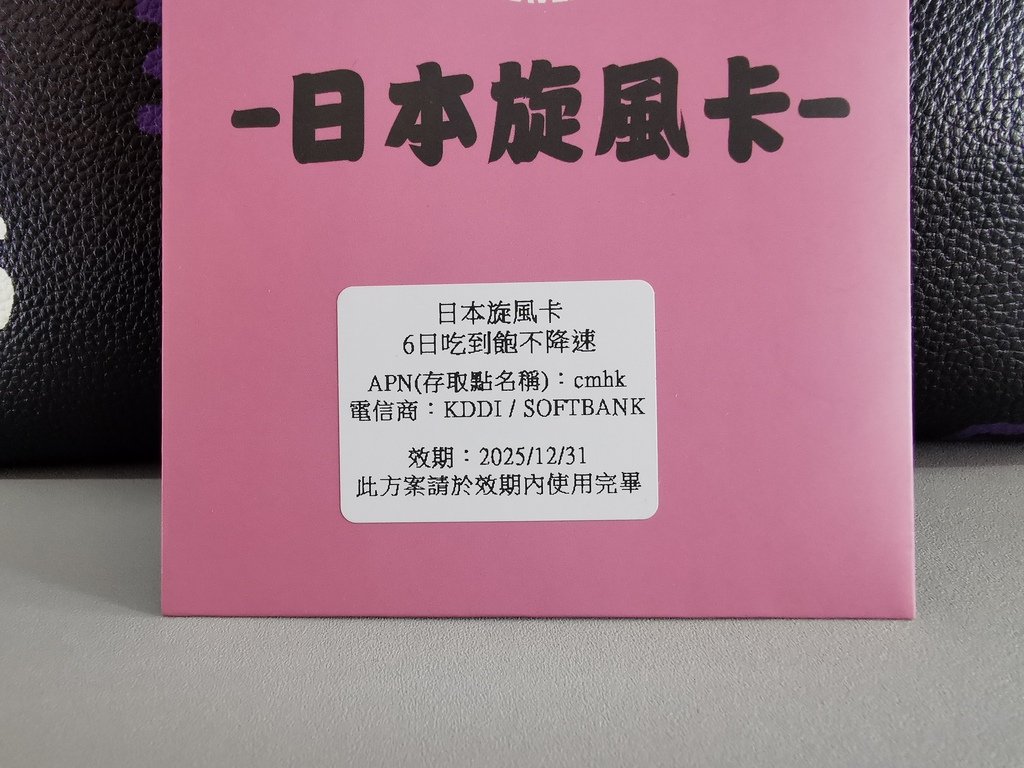 -日本旋風卡-
日本旋風卡
6日吃到飽不降速
APN(存取點名稱)：cmhk
電信商：KDDI / SOFTBANK
效期：2025/12/31
此方案請於效期內使用完畢